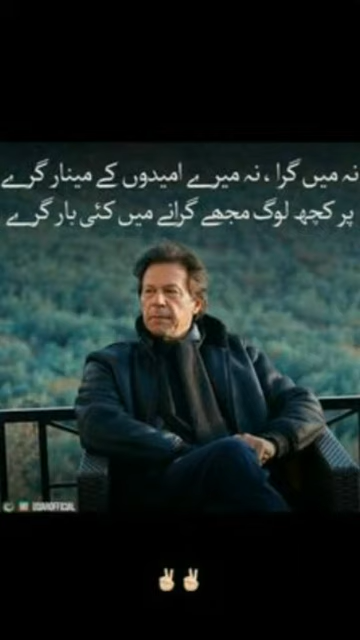 نہ میں گرا ، نہ میرے امیدوں کے مینار گرے
پر کچھ لوگ مجھے گرانے میں کئی بار گرے
✌🏻✌🏻